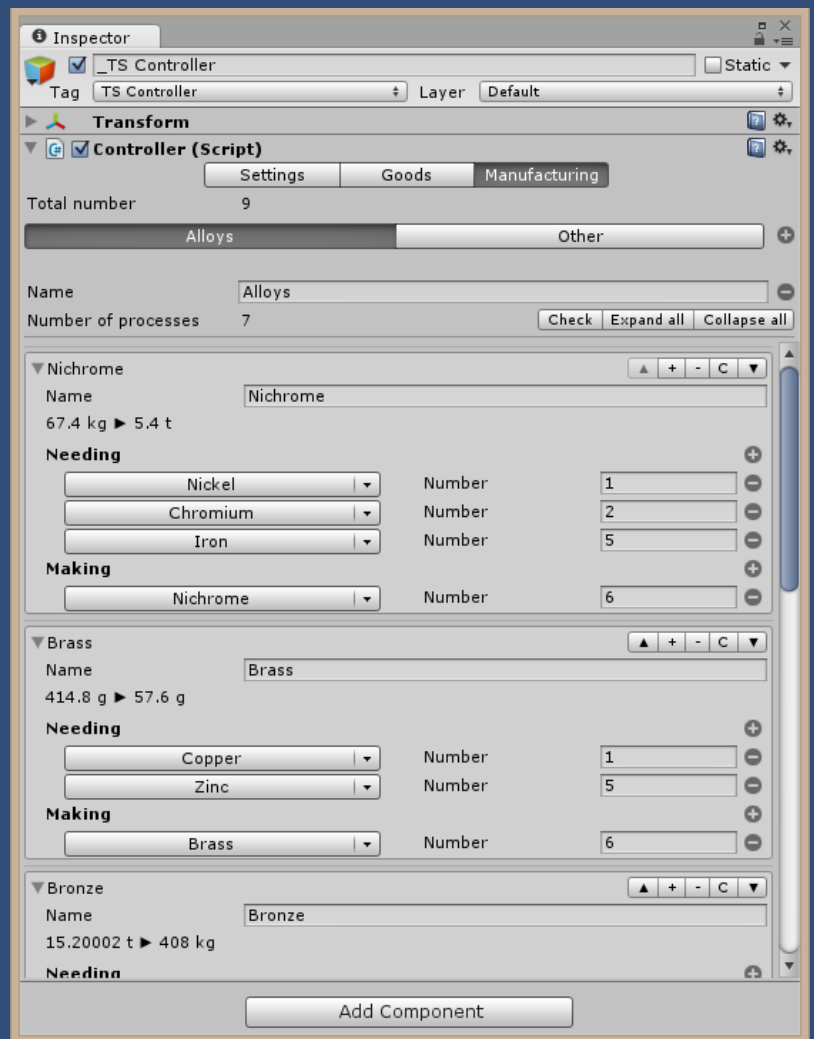 Inspector
_TS Controller Static
Tag TS Controller Layer Default
Transform
Controller (Script)
Settings Goods Manufacturing
Total number 9
Alloys Other
Name Alloys
Number of processes 7 Check Expand all Collapse all
Nichrome + - C
Name Nichrome
67.4 kg ► 5.4 t
Needing
Nickel Number 1
Chromium Number 2
Iron Number 5
Making
Nichrome Number 6
Brass + - C
Name Brass
414.8 g ► 57.6 g
Needing
Copper Number 1
Zinc Number 5
Making
Brass Number 6
Bronze + - C
Name Bronze
15.20002 t ► 408 kg
Needing
Add Component